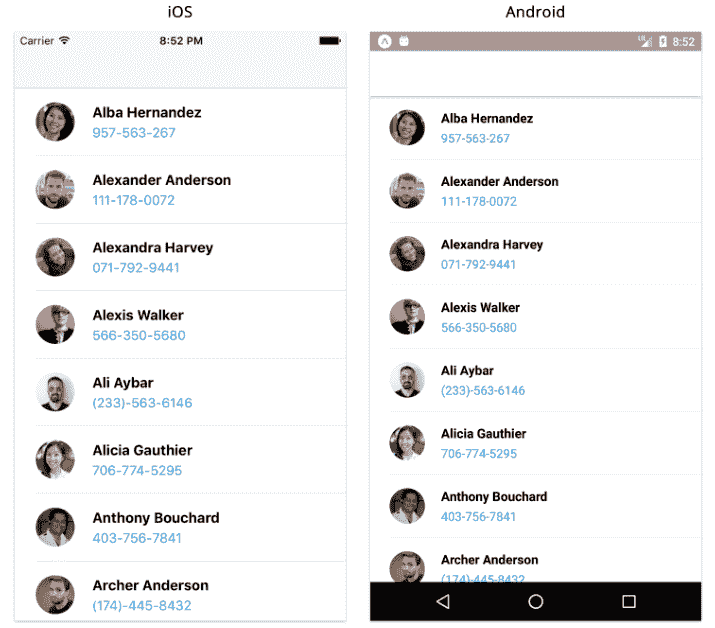 iOS
Carrier 8:52 PM
Alba Hernandez
957-563-267
Alexander Anderson
111-178-0072
Alexandra Harvey
071-792-9441
Alexis Walker
566-350-5680
Ali Aybar
(233)-563-6146
Alicia Gauthier
706-774-5295
Anthony Bouchard
403-756-7841
Archer Anderson
(174)-445-8432
Android
8:52
Alba Hernandez
957-563-267
Alexander Anderson
111-178-0072
Alexandra Harvey
071-792-9441
Alexis Walker
566-350-5680
Ali Aybar
(233)-563-6146
Alicia Gauthier
706-774-5295
Anthony Bouchard
403-756-7841
Archer Anderson
(174)-445-8432